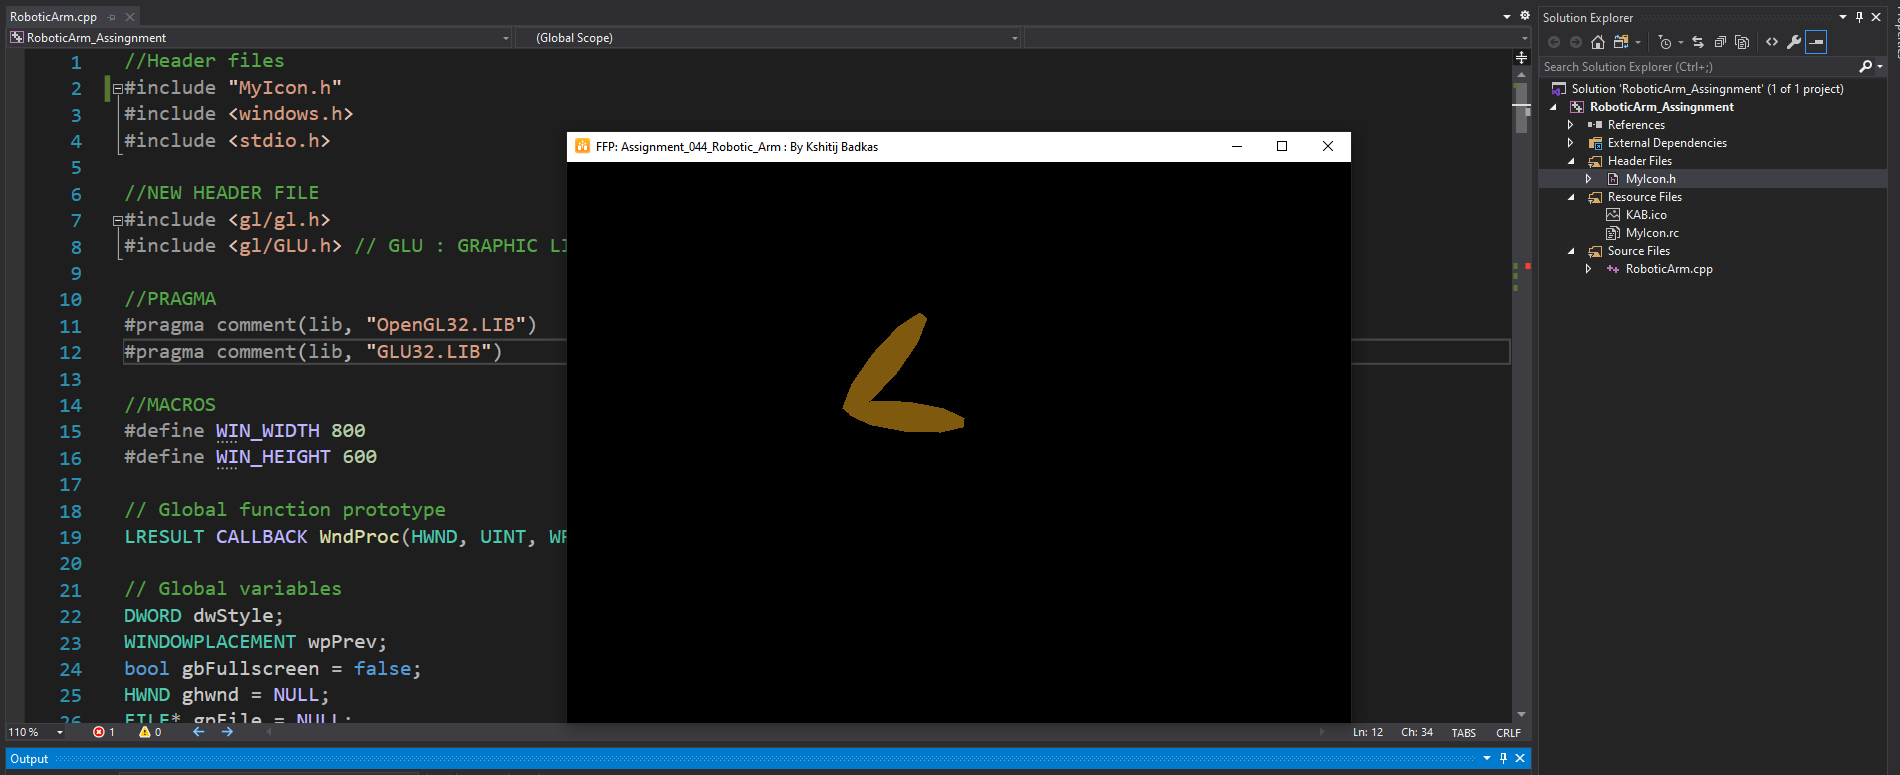 RoboticArm.cpp
RoboticArm_Assingnment
(Global Scope)
1 //Header files
2 #include "MyIcon.h"
3 #include <windows.h>
4 #include <stdio.h>
5
6 //NEW HEADER FILE
7 #include <gl/gl.h>
8 #include <gl/GLU.h> // GLU : GRAPHIC LI
9
10 //PRAGMA
11 #pragma comment(lib, "OpenGL32.LIB")
12 #pragma comment(lib, "GLU32.LIB")
13
14 //MACROS
15 #define WIN_WIDTH 800
16 #define WIN_HEIGHT 600
17
18 // Global function prototype
19 LRESULT CALLBACK WndProc(HWND, UINT, WP
20
21 // Global variables
22 DWORD dwStyle;
23 WINDOWPLACEMENT wpPrev;
24 bool gbFullscreen = false;
25 HWND ghwnd = NULL;
26 FILE* gpFile = NULL;
FFP: Assignment_044_Robotic_Arm : By Kshitij Badkas
110 %
1
0
Ln: 12
Ch: 34
TABS
CRLF
Output
Solution Explorer
Search Solution Explorer (Ctrl+;)
Solution 'RoboticArm_Assingnment' (1 of 1 project)
RoboticArm_Assingnment
References
External Dependencies
Header Files
MyIcon.h
Resource Files
KAB.ico
MyIcon.rc
Source Files
RoboticArm.cpp